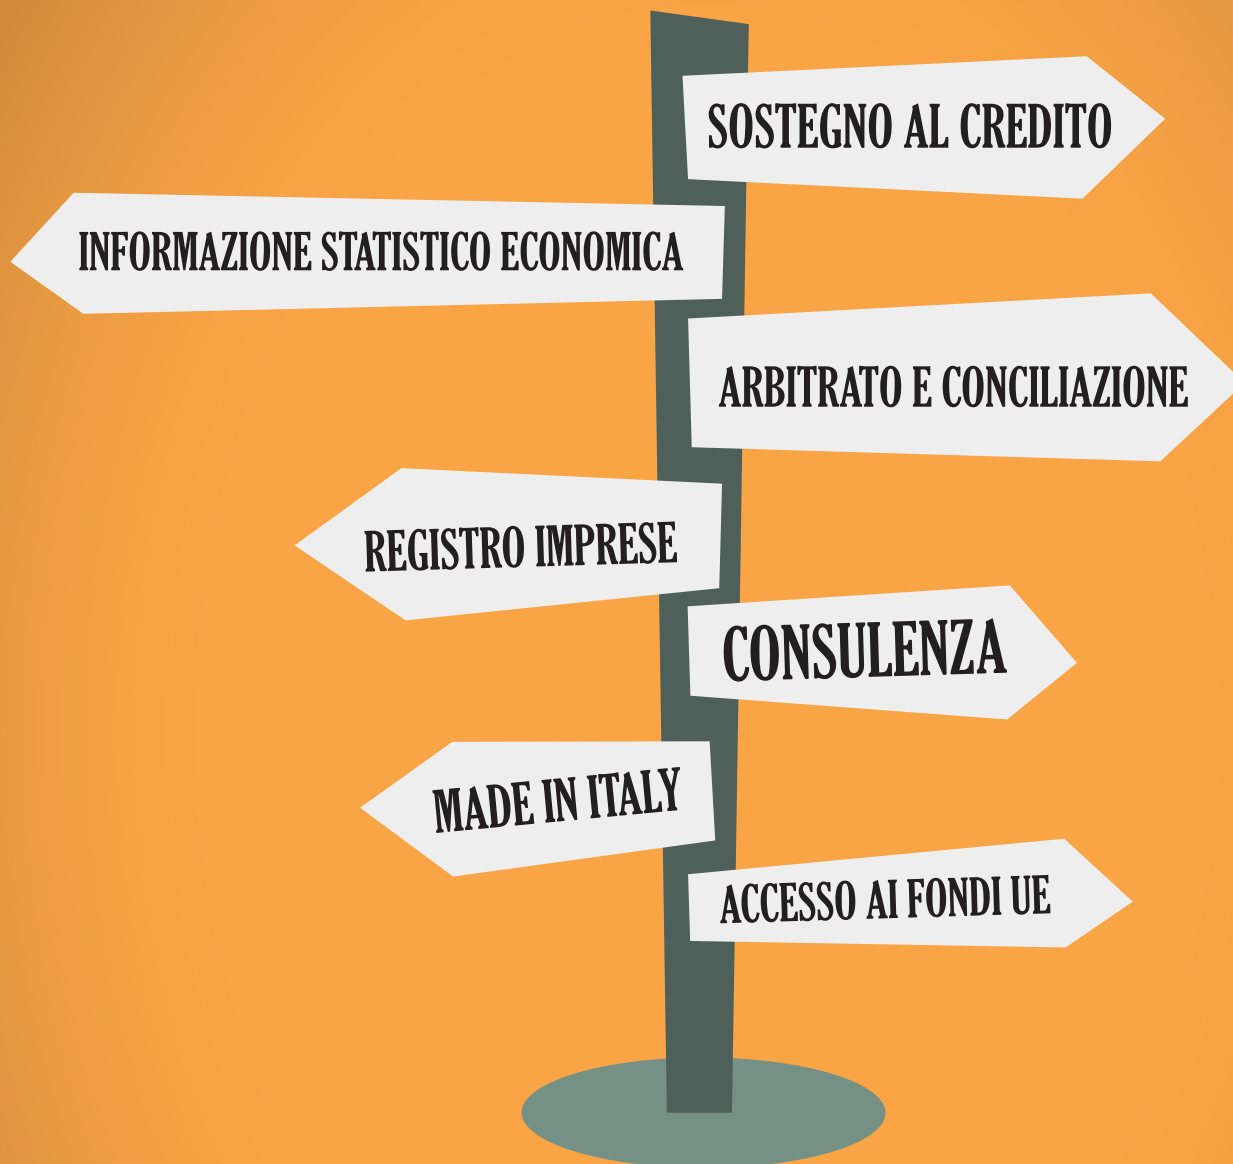 SOSTEGNO AL CREDITO
INFORMAZIONE STATISTICO ECONOMICA
ARBITRATO E CONCILIAZIONE
REGISTRO IMPRESE
CONSULENZA
MADE IN ITALY
ACCESSO AI FONDI UE